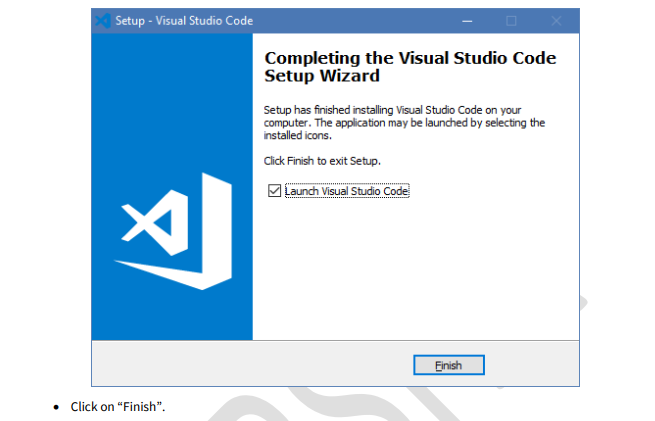 Setup - Visual Studio Code
Completing the Visual Studio Code
Setup Wizard
Setup has finished installing Visual Studio Code on your
computer. The application may be launched by selecting the
installed icons.
Click Finish to exit Setup.
Launch Visual Studio Code
Finish
• Click on “Finish”.